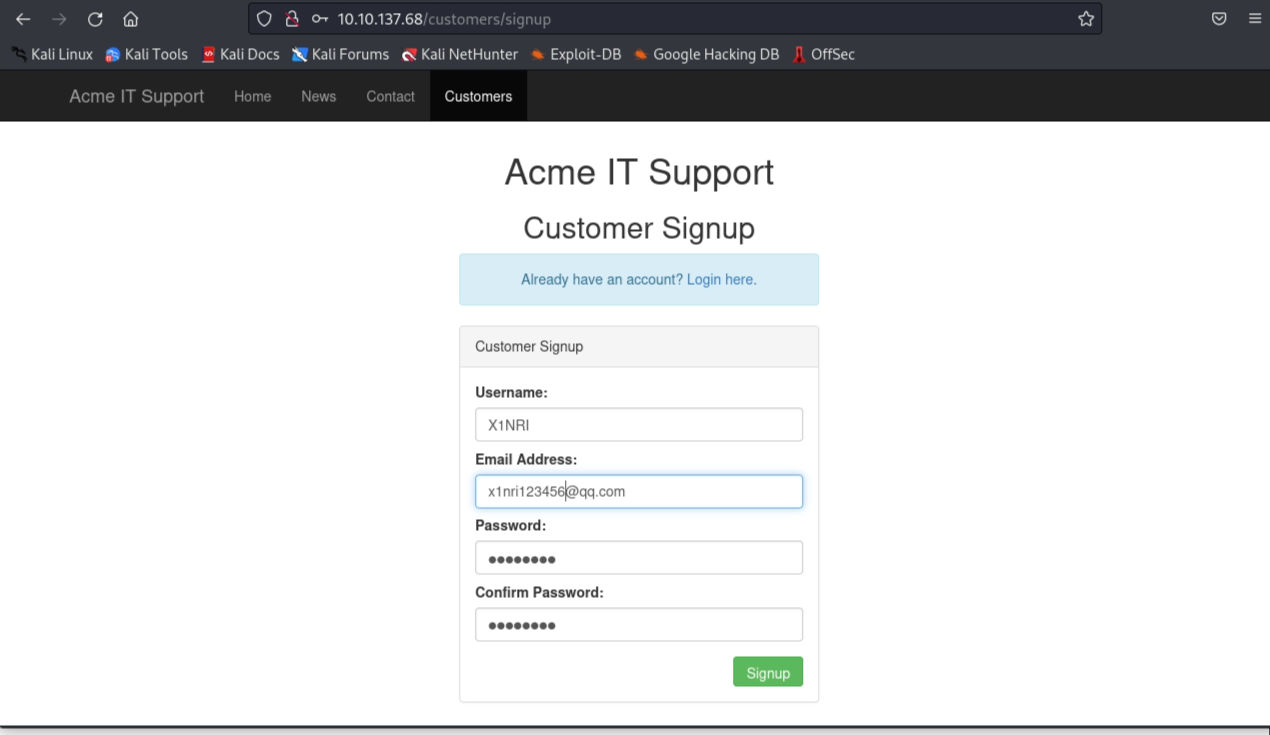 10.10.137.68/customers/signup
Kali Linux Kali Tools Kali Docs Kali Forums Kali NetHunter Exploit-DB Google Hacking DB OffSec
Acme IT Support Home News Contact Customers
Acme IT Support
Customer Signup
Already have an account? Login here.
Customer Signup
Username:
X1NRI
Email Address:
x1nri123456@qq.com
Password:
●●●●●●●●
Confirm Password:
●●●●●●●●
Signup